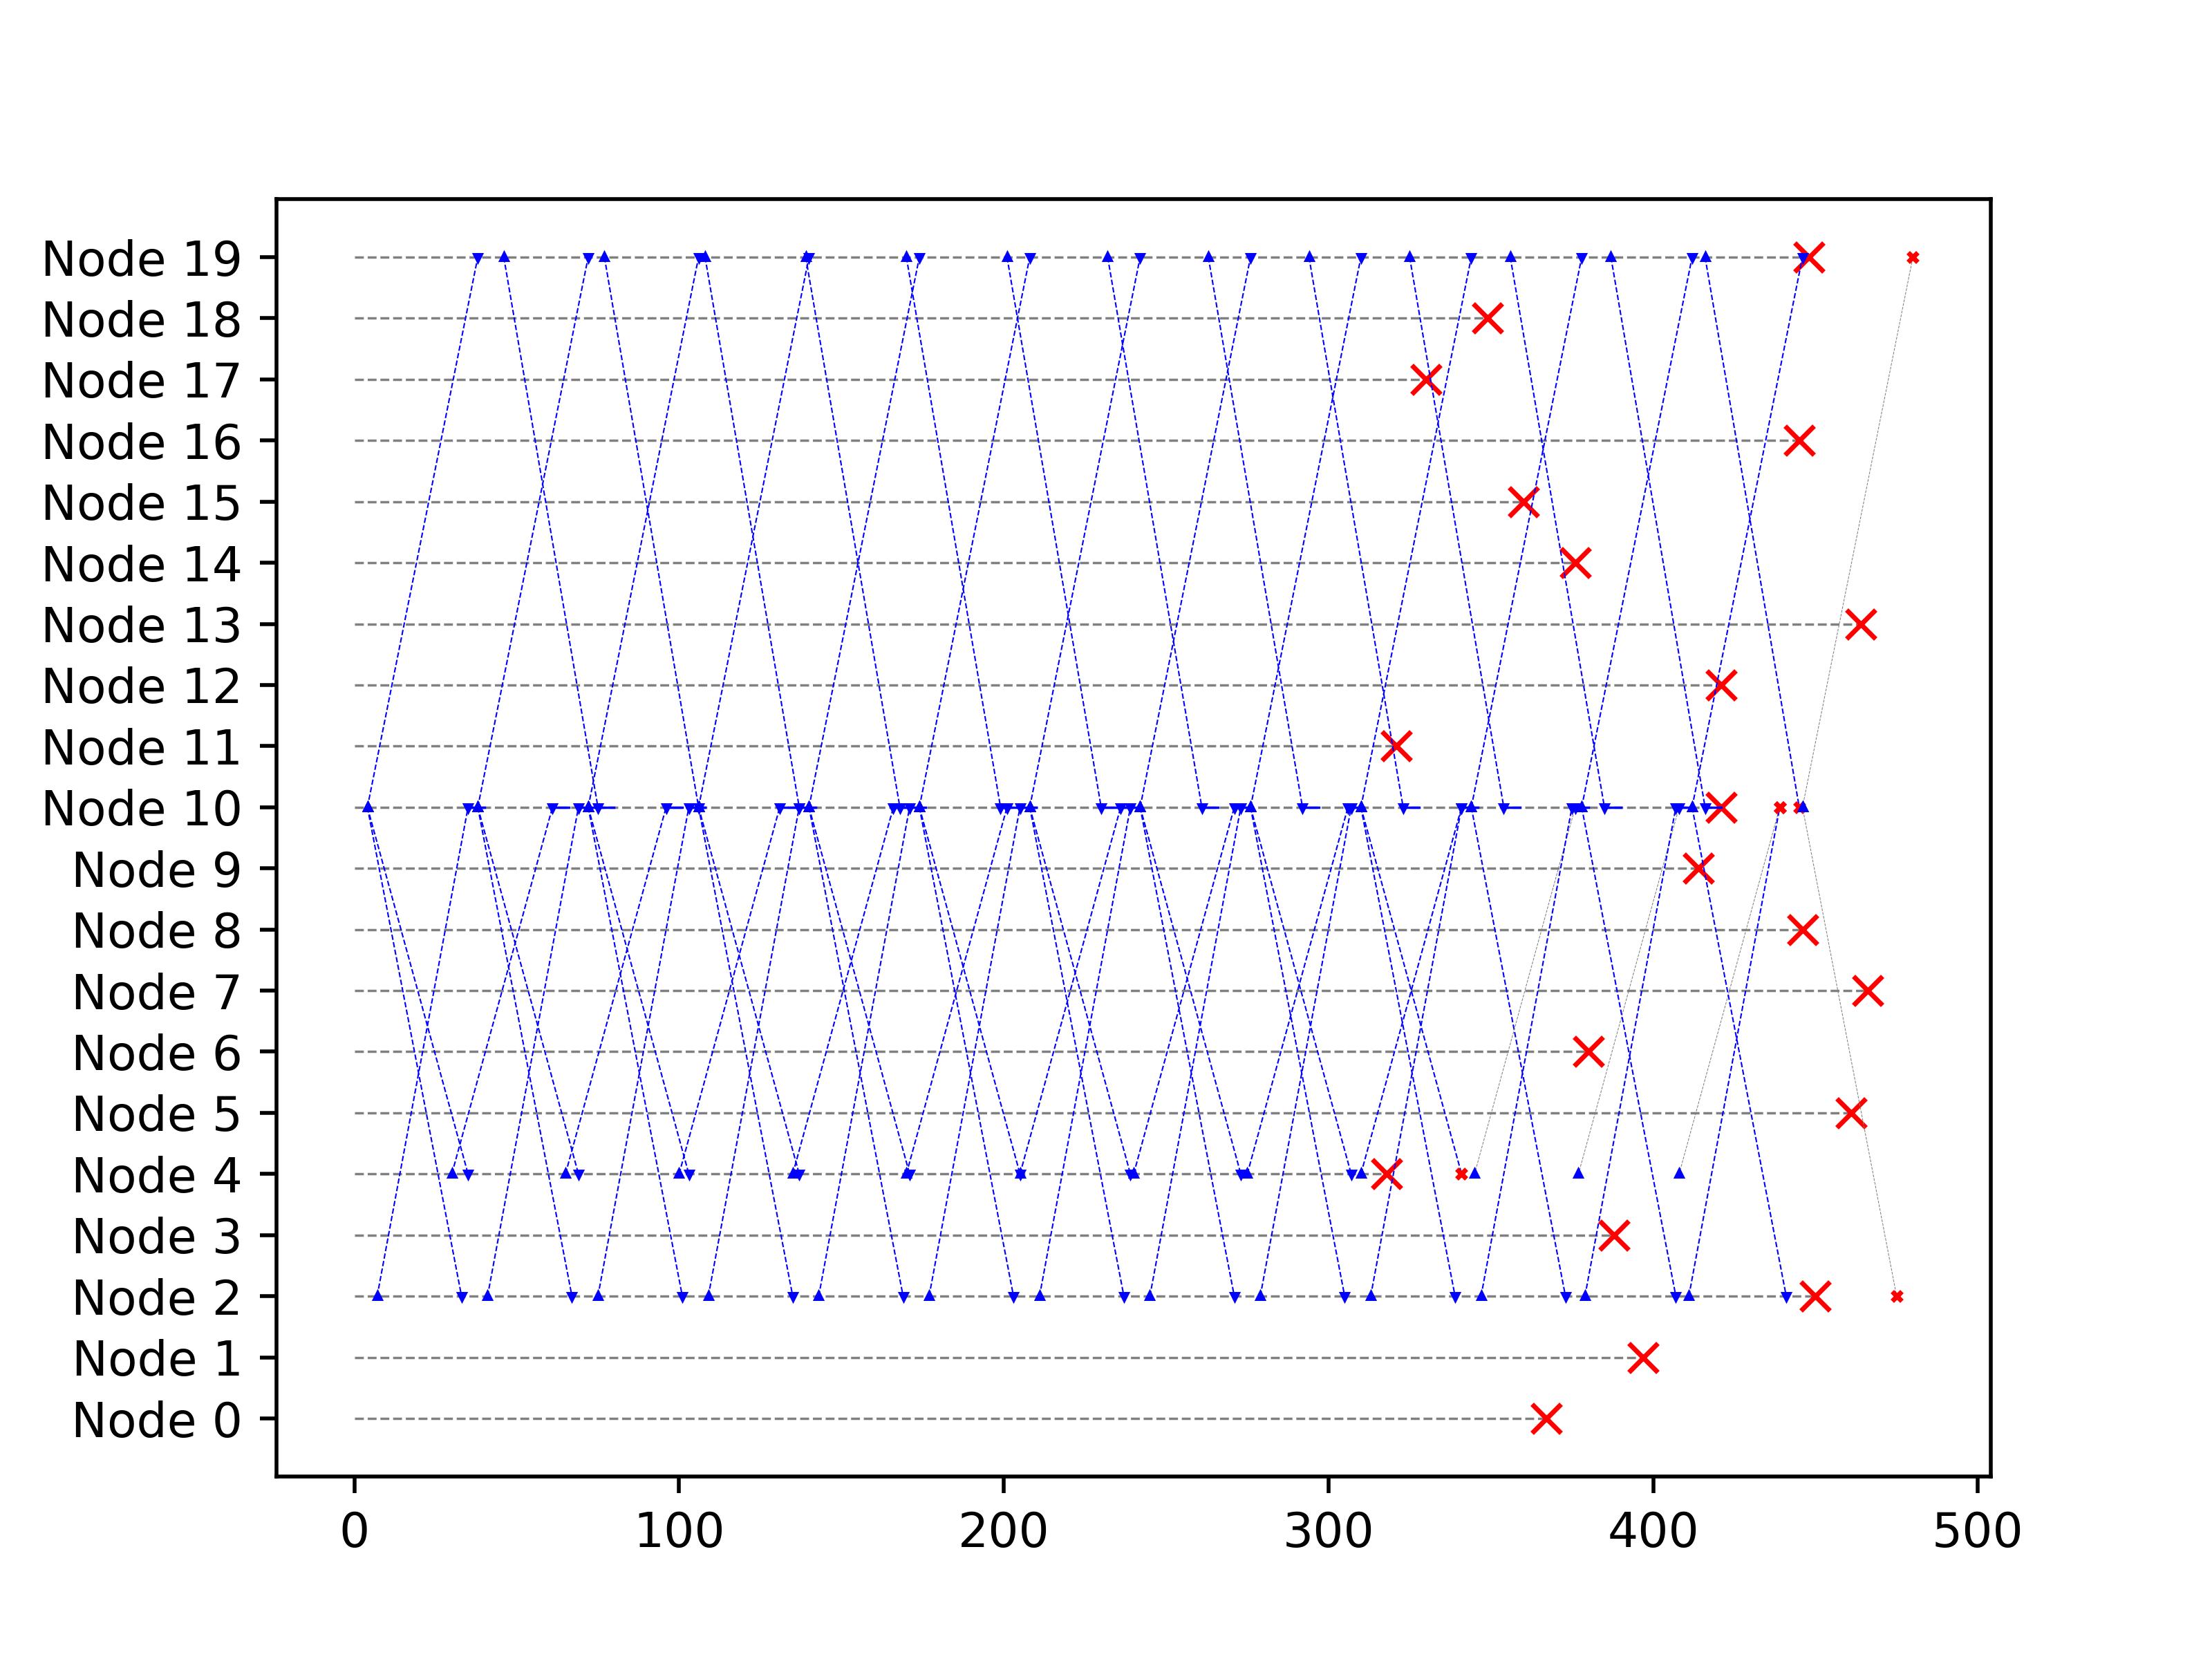 Node 19
Node 18
Node 17
Node 16
Node 15
Node 14
Node 13
Node 12
Node 11
Node 10
Node 9
Node 8
Node 7
Node 6
Node 5
Node 4
Node 3
Node 2
Node 1
Node 0
0 100 200 300 400 500